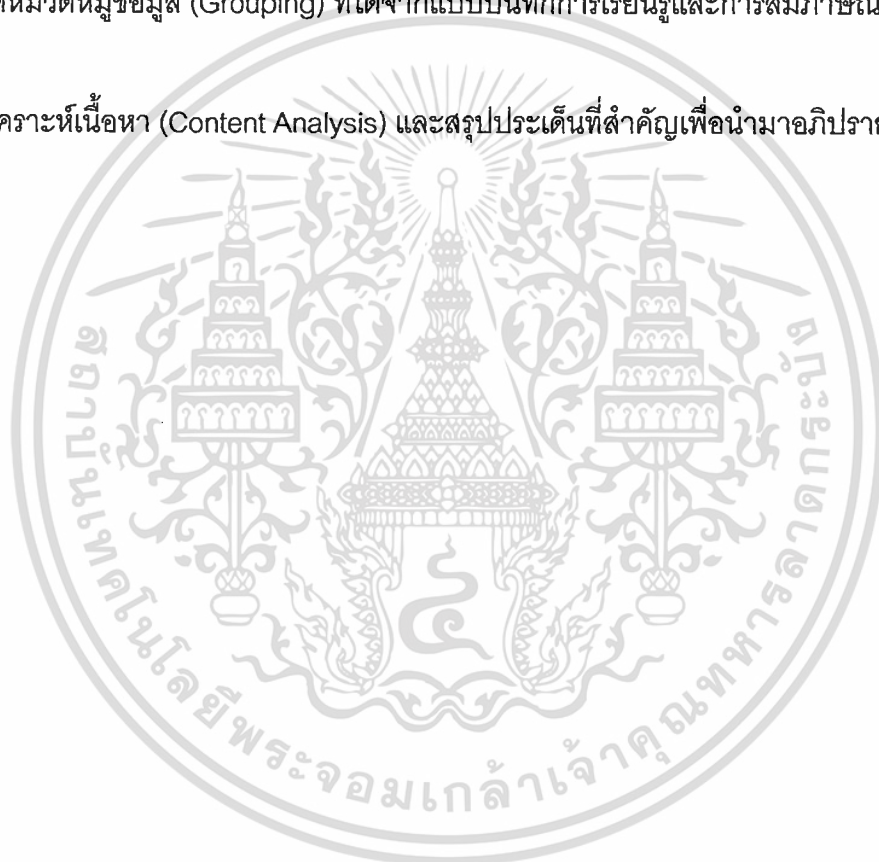 หมวดหมู่ข้อมูล (Grouping) ที่ได้จากแบบบันทึกการเรียนรู้และการสัมภาษณ์
คราะห์เนื้อหา (Content Analysis) และสรุปประเด็นที่สำคัญเพื่อนำมาอภิปราย
สถาบันเทคโนโลยีพระจอมเกล้าเจ้าคุณทหารลาดกระบัง